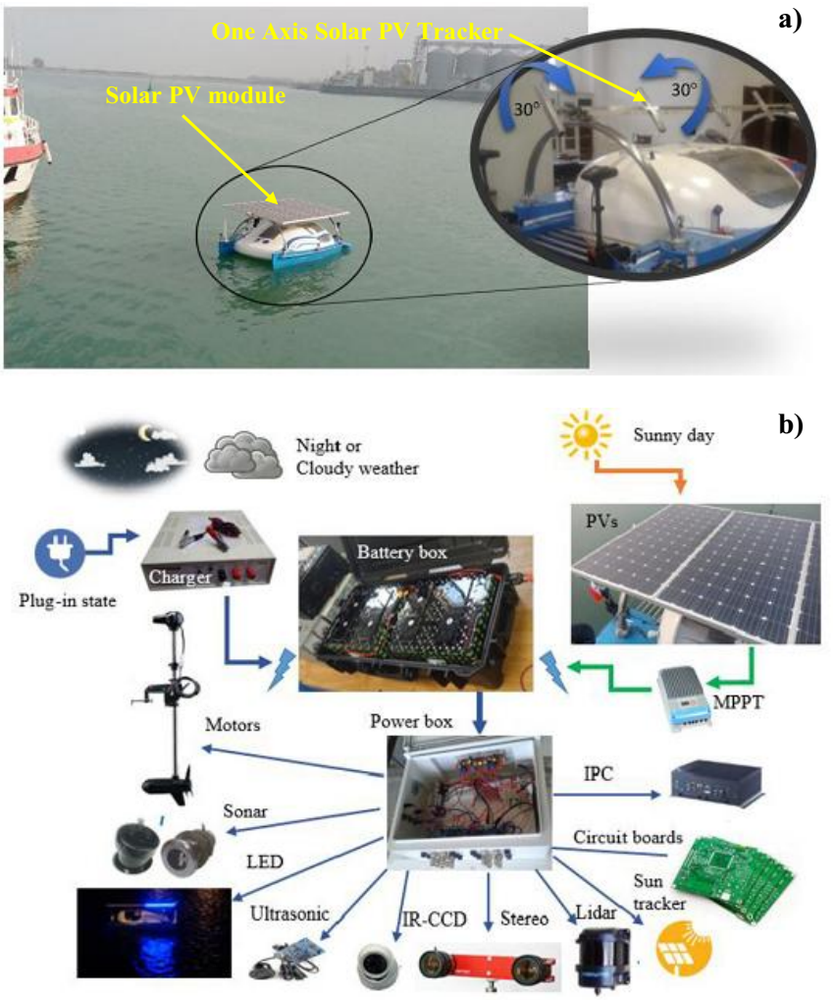 a)
One Axis Solar PV Tracker
Solar PV module
30°
30°
b)
Night or
Cloudy weather
Sunny day
PVs
Battery box
Charger
Plug-in state
MPPT
Power box
Motors
IPC
Sonar
Circuit boards
LED
Sun
tracker
Ultrasonic
IR-CCD
Stereo
Lidar